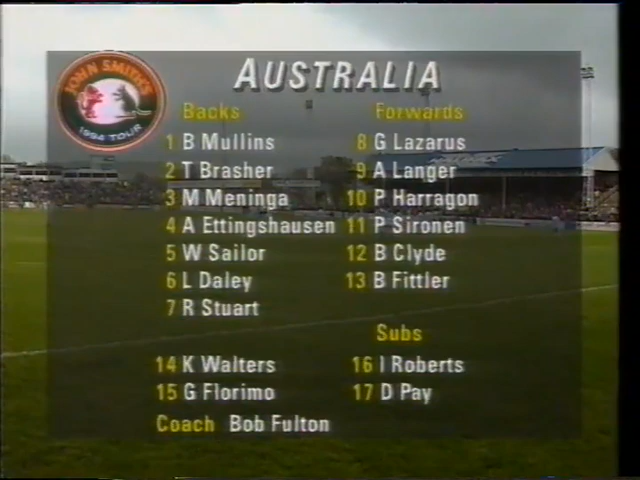 JOHN SMITH'S
1994 TOUR
AUSTRALIA
Backs
1 B Mullins
2 T Brasher
3 M Meninga
4 A Ettingshausen
5 W Sailor
6 L Daley
7 R Stuart
Forwards
8 G Lazarus
9 A Langer
10 P Harragon
11 P Sironen
12 B Clyde
13 B Fittler
Subs
14 K Walters
15 G Florimo
16 I Roberts
17 D Pay
Coach Bob Fulton